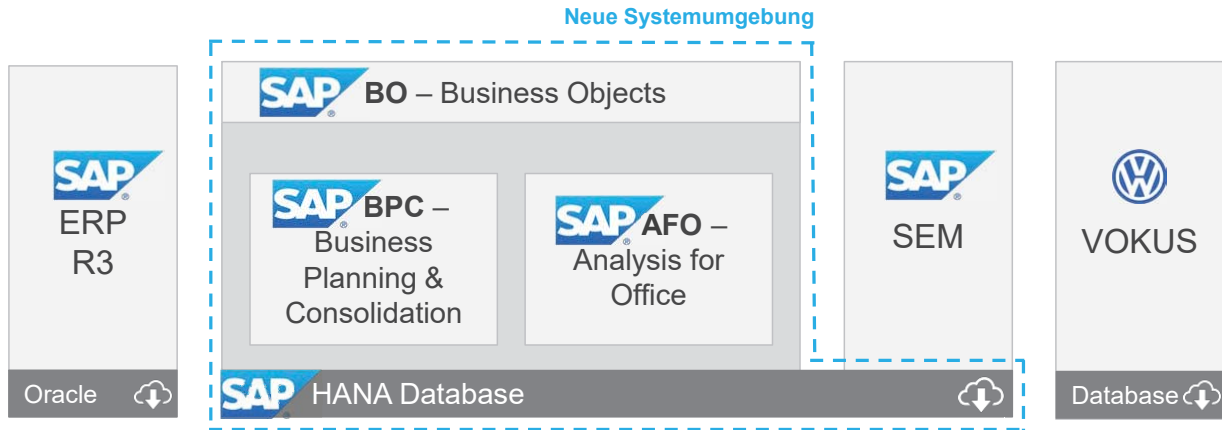 Neue Systemumgebung
SAP
ERP
R3
Oracle
SAP BO – Business Objects
SAP BPC –
Business
Planning &
Consolidation
SAP AFO –
Analysis for
Office
SAP HANA Database
SAP
SEM
VW
VOKUS
Database